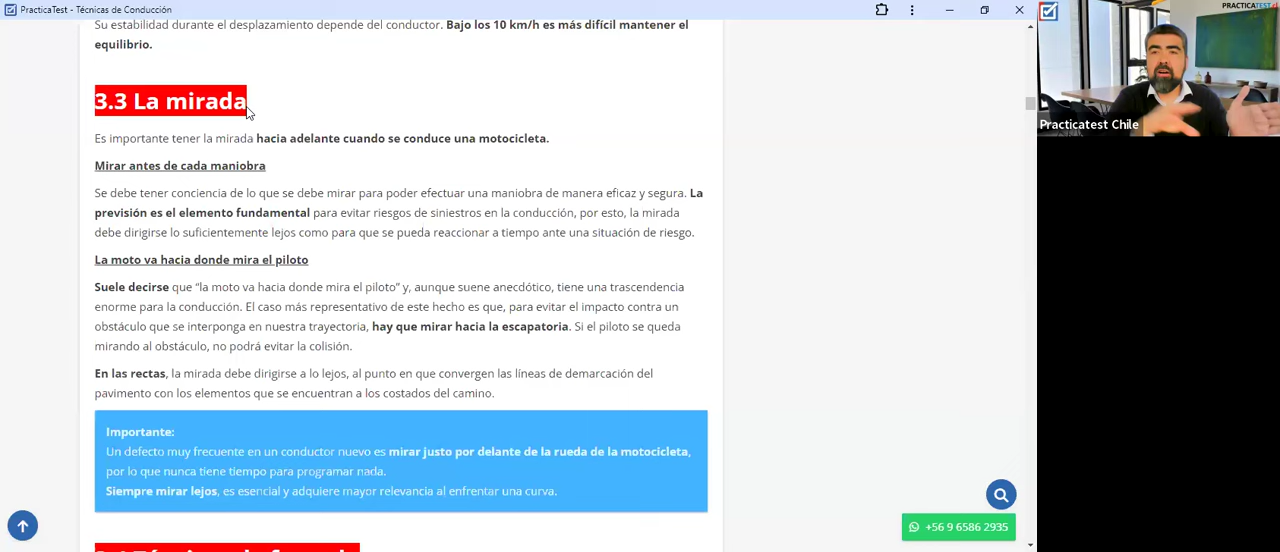 PracticaTest - Técnicas de Conducción
PRACTICATEST
Su estabilidad durante el desplazamiento depende del conductor. Bajo los 10 km/h es más difícil mantener el
equilibrio.
3.3 La mirada
Practicatest Chile
Es importante tener la mirada hacia adelante cuando se conduce una motocicleta.
Mirar antes de cada maniobra
Se debe tener conciencia de lo que se debe mirar para poder efectuar una maniobra de manera eficaz y segura. La
previsión es el elemento fundamental para evitar riesgos de siniestros en la conducción, por esto, la mirada
debe dirigirse lo suficientemente lejos como para que se pueda reaccionar a tiempo ante una situación de riesgo.
La moto va hacia donde mira el piloto
Suele decirse que “la moto va hacia donde mira el piloto” y, aunque suene anecdótico, tiene una trascendencia
enorme para la conducción. El caso más representativo de este hecho es que, para evitar el impacto contra un
obstáculo que se interponga en nuestra trayectoria, hay que mirar hacia la escapatoria. Si el piloto se queda
mirando al obstáculo, no podrá evitar la colisión.
En las rectas, la mirada debe dirigirse a lo lejos, al punto en que convergen las líneas de demarcación del
pavimento con los elementos que se encuentran a los costados del camino.
Importante:
Un defecto muy frecuente en un conductor nuevo es mirar justo por delante de la rueda de la motocicleta,
por lo que nunca tiene tiempo para programar nada.
Siempre mirar lejos, es esencial y adquiere mayor relevancia al enfrentar una curva.
+56 9 6586 2935